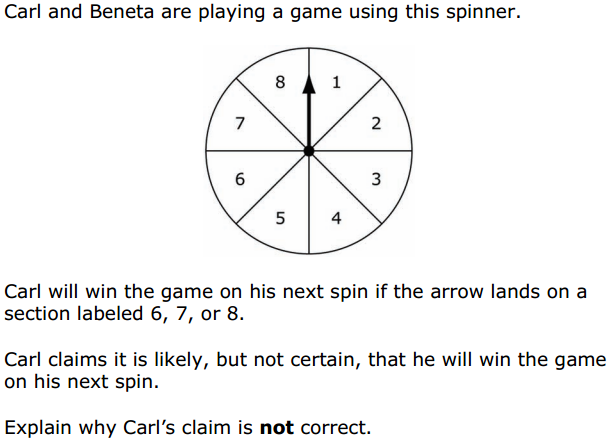 Carl and Beneta are playing a game using this spinner.
8 1
7 2
6 3
5 4
Carl will win the game on his next spin if the arrow lands on a
section labeled 6, 7, or 8.
Carl claims it is likely, but not certain, that he will win the game
on his next spin.
Explain why Carl's claim is not correct.